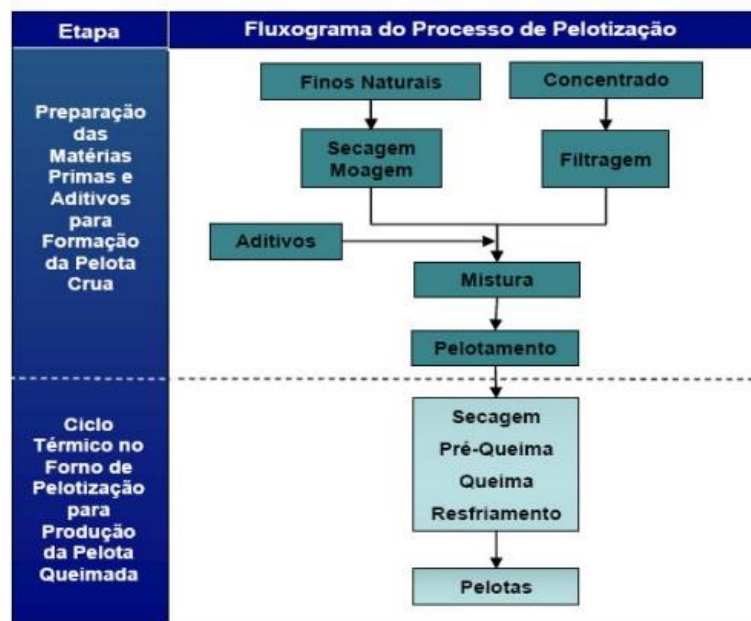 Etapa
Fluxograma do Processo de Pelotização
Preparação
das
Matérias
Primas e
Aditivos
para
Formação
da Pelota
Crua
Finos Naturais
Concentrado
Secagem
Moagem
Filtragem
Aditivos
Mistura
Pelotamento
Ciclo
Térmico no
Forno de
Pelotização
para
Produção
da Pelota
Queimada
Secagem
Pré-Queima
Queima
Resfriamento
Pelotas